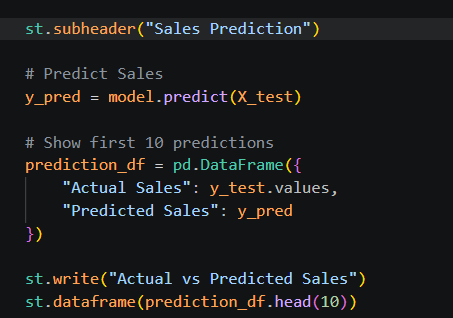 st.subheader("Sales Prediction")
# Predict Sales
y_pred = model.predict(X_test)
# Show first 10 predictions
prediction_df = pd.DataFrame({
    "Actual Sales": y_test.values,
    "Predicted Sales": y_pred
})
st.write("Actual vs Predicted Sales")
st.dataframe(prediction_df.head(10))